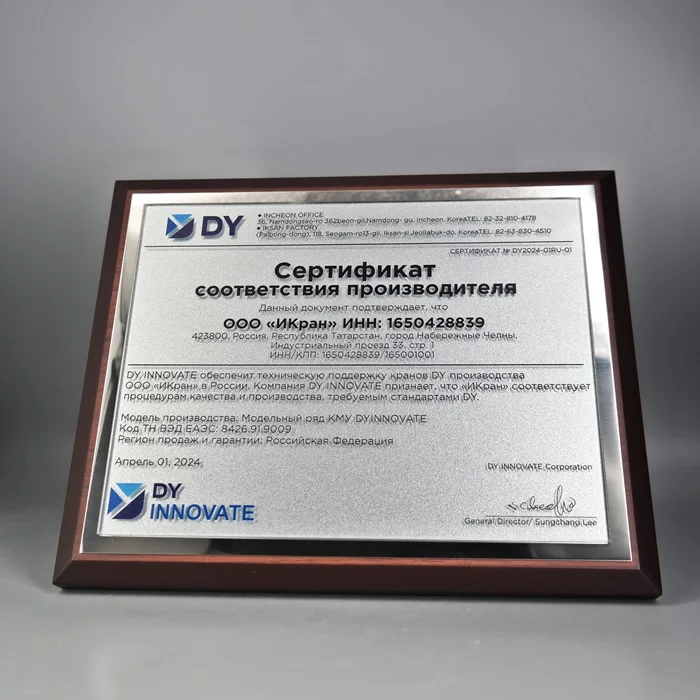 DY
• INCHEON OFFICE
36, Namdongseo-ro 362beon-gil, Namdong- gu, Incheon, Korea TEL: 82-32-810-4178
• IKSAN FACTORY
(Palbong-dong), 118, Seogam-ro13-gil, Iksan-si,Jeollabuk-do, Korea TEL: 82-63-830-4510
СЕРТИФИКАТ № DY2024-01RU-01
Сертификат
соответствия производителя
Данный документ подтверждает, что
ООО «ИКран» ИНН: 1650428839
423800, Россия, Республика Татарстан, город Набережные Челны,
Индустриальный проезд 33, стр. 1
ИНН/КПП: 1650428839/165001001
DY INNOVATE обеспечит техническую поддержку кранов DY производства
ООО «ИКран» в России. Компания DY INNOVATE признает, что «ИКран» соответствует
процедурам качества и производства, требуемым стандартами DY.
Модель производства: Модельный ряд КМУ DYINNOVATE
Код ТН ВЭД ЕАЭС: 8426.91.9009
Регион продаж и гарантии: Российская Федерация
Апрель 01, 2024
DY INNOVATE Corporation
DY
INNOVATE
General Director/ Sungchang Lee